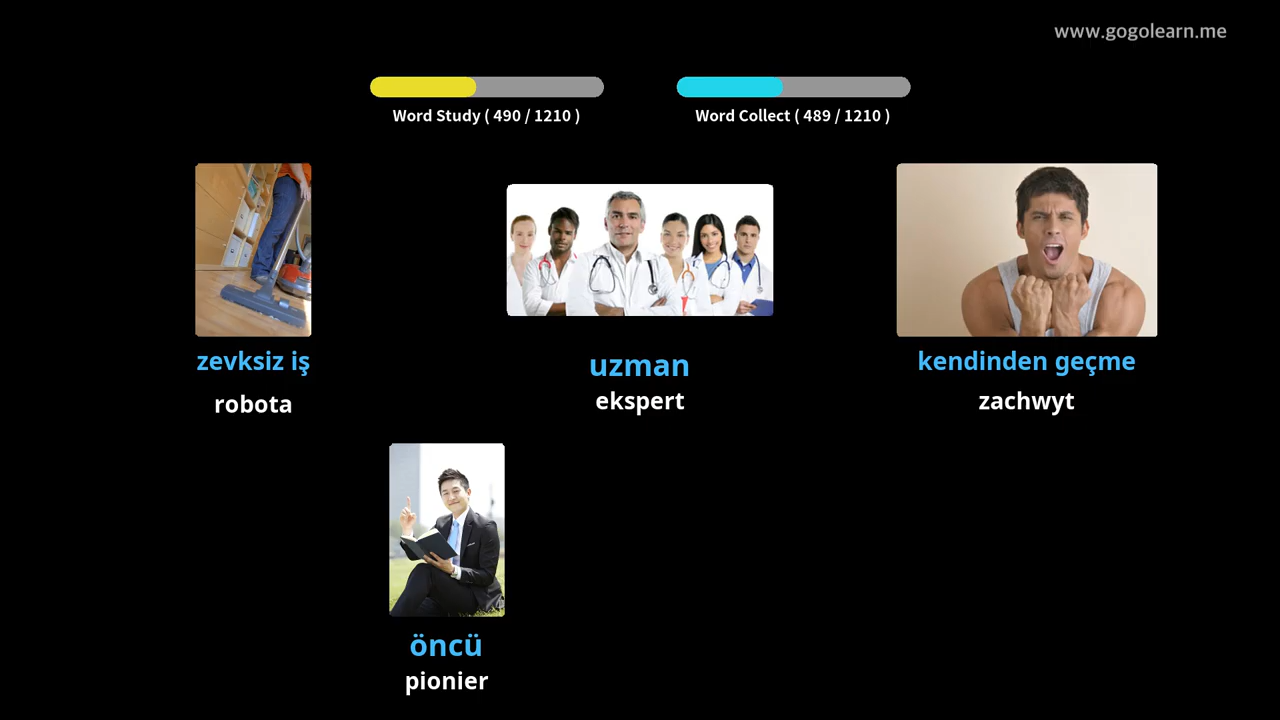 www.gogolearn.me
Word Study ( 490 / 1210 )
Word Collect ( 489 / 1210 )
zevksiz iş
robota
uzman
ekspert
kendinden geçme
zachwyt
öncü
pionier